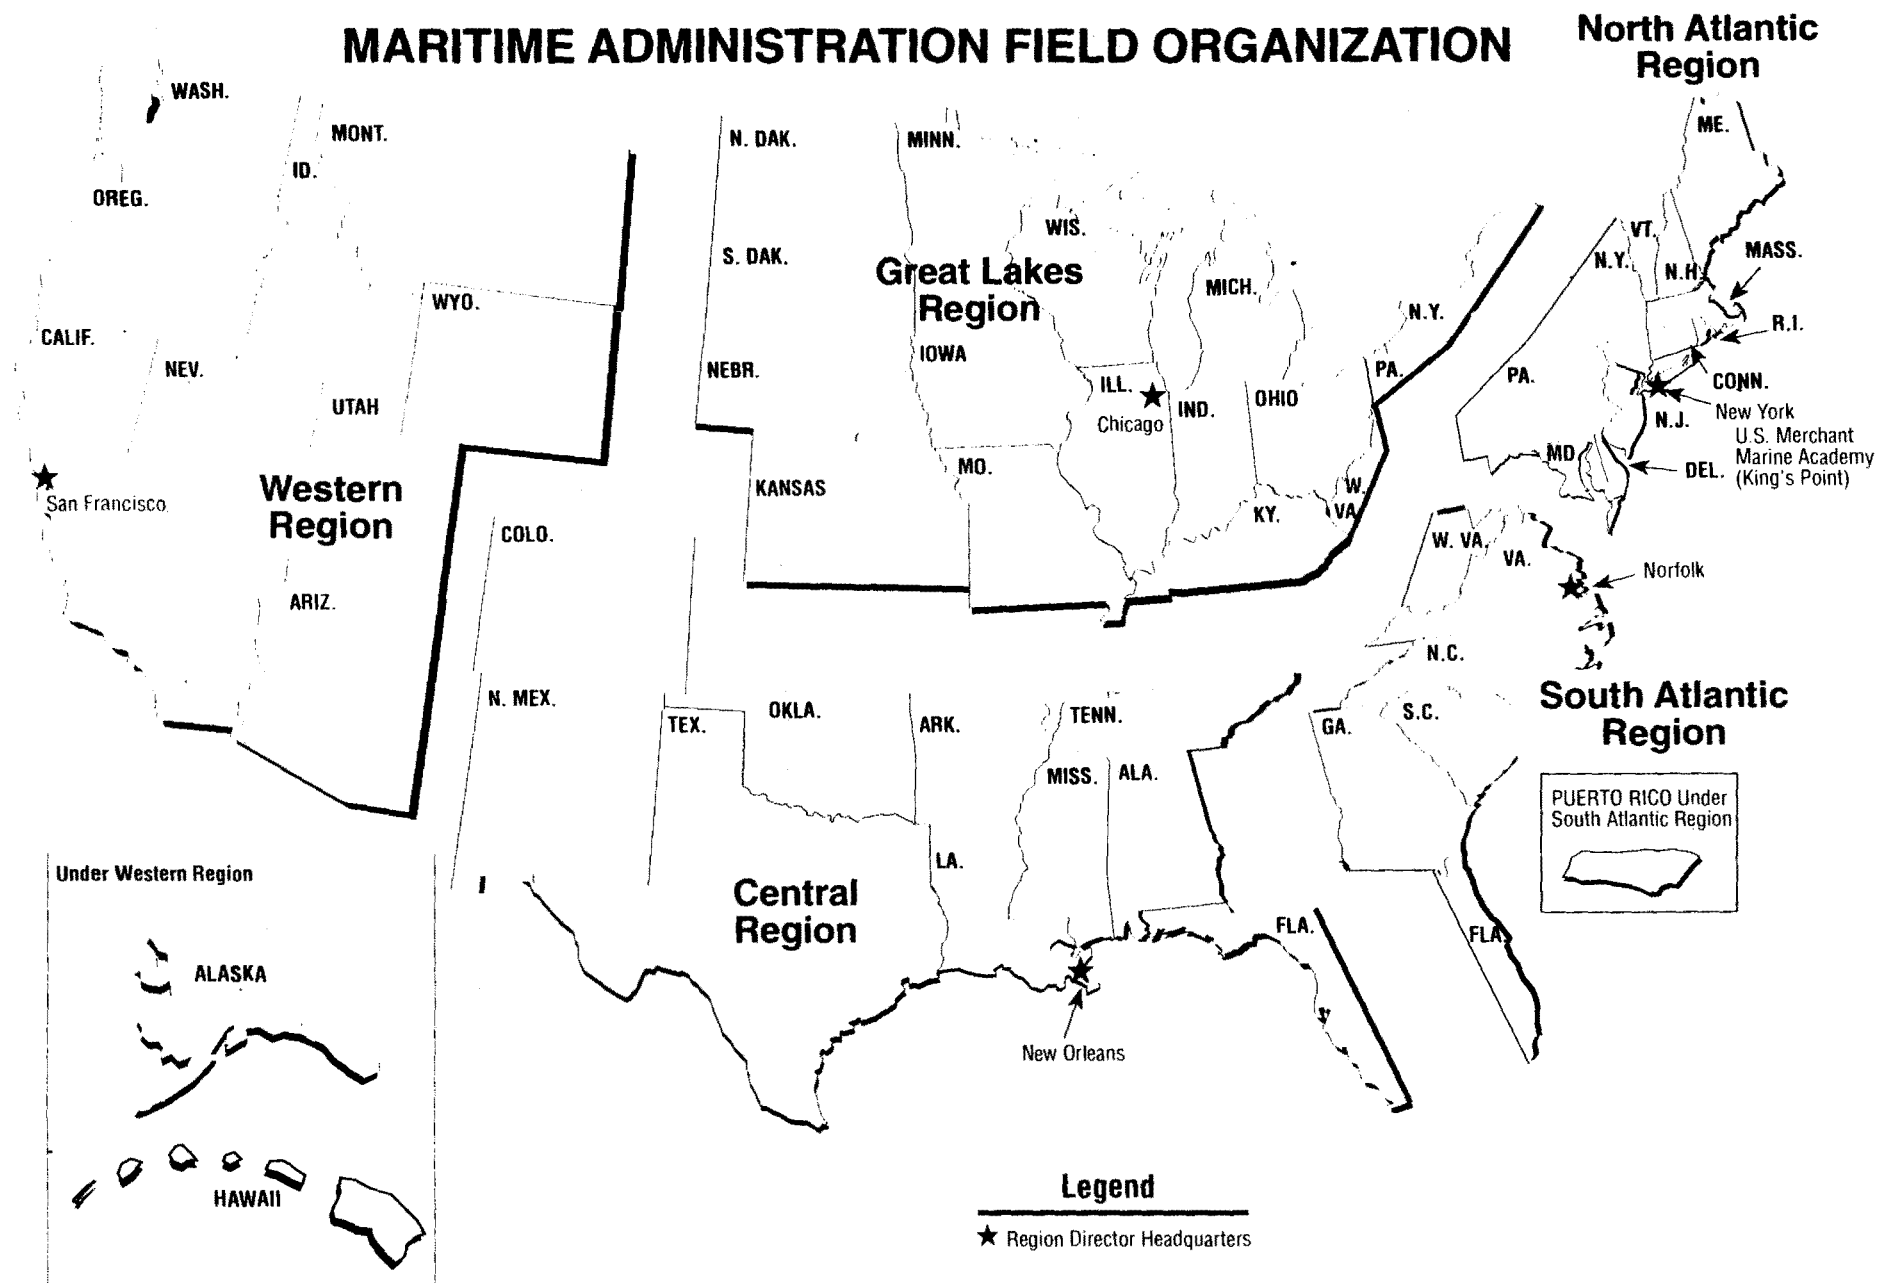 MARITIME ADMINISTRATION FIELD ORGANIZATION
North Atlantic
Region
WASH.
MONT.
ID.
OREG.
CALIF.
NEV.
UTAH
WYO.
San Francisco
Western
Region
ARIZ.
N. DAK.
MINN.
S. DAK.
WIS.
Great Lakes
Region
MICH.
N.Y.
IOWA
NEBR.
ILL.
Chicago
IND.
OHIO
PA.
MO.
KANSAS
KY.
W.
VA.
ME.
VT.
N.Y.
N.H.
MASS.
R.I.
PA.
CONN.
New York
N.J.
U.S. Merchant
Marine Academy
(King's Point)
MD
DEL.
W. VA.
VA.
Norfolk
N.C.
South Atlantic
Region
GA.
S.C.
FLA.
PUERTO RICO Under
South Atlantic Region
COLO.
N. MEX.
TEX.
OKLA.
ARK.
TENN.
MISS.
ALA.
LA.
Central
Region
FLA.
New Orleans
Under Western Region
ALASKA
HAWAII
Legend
Region Director Headquarters